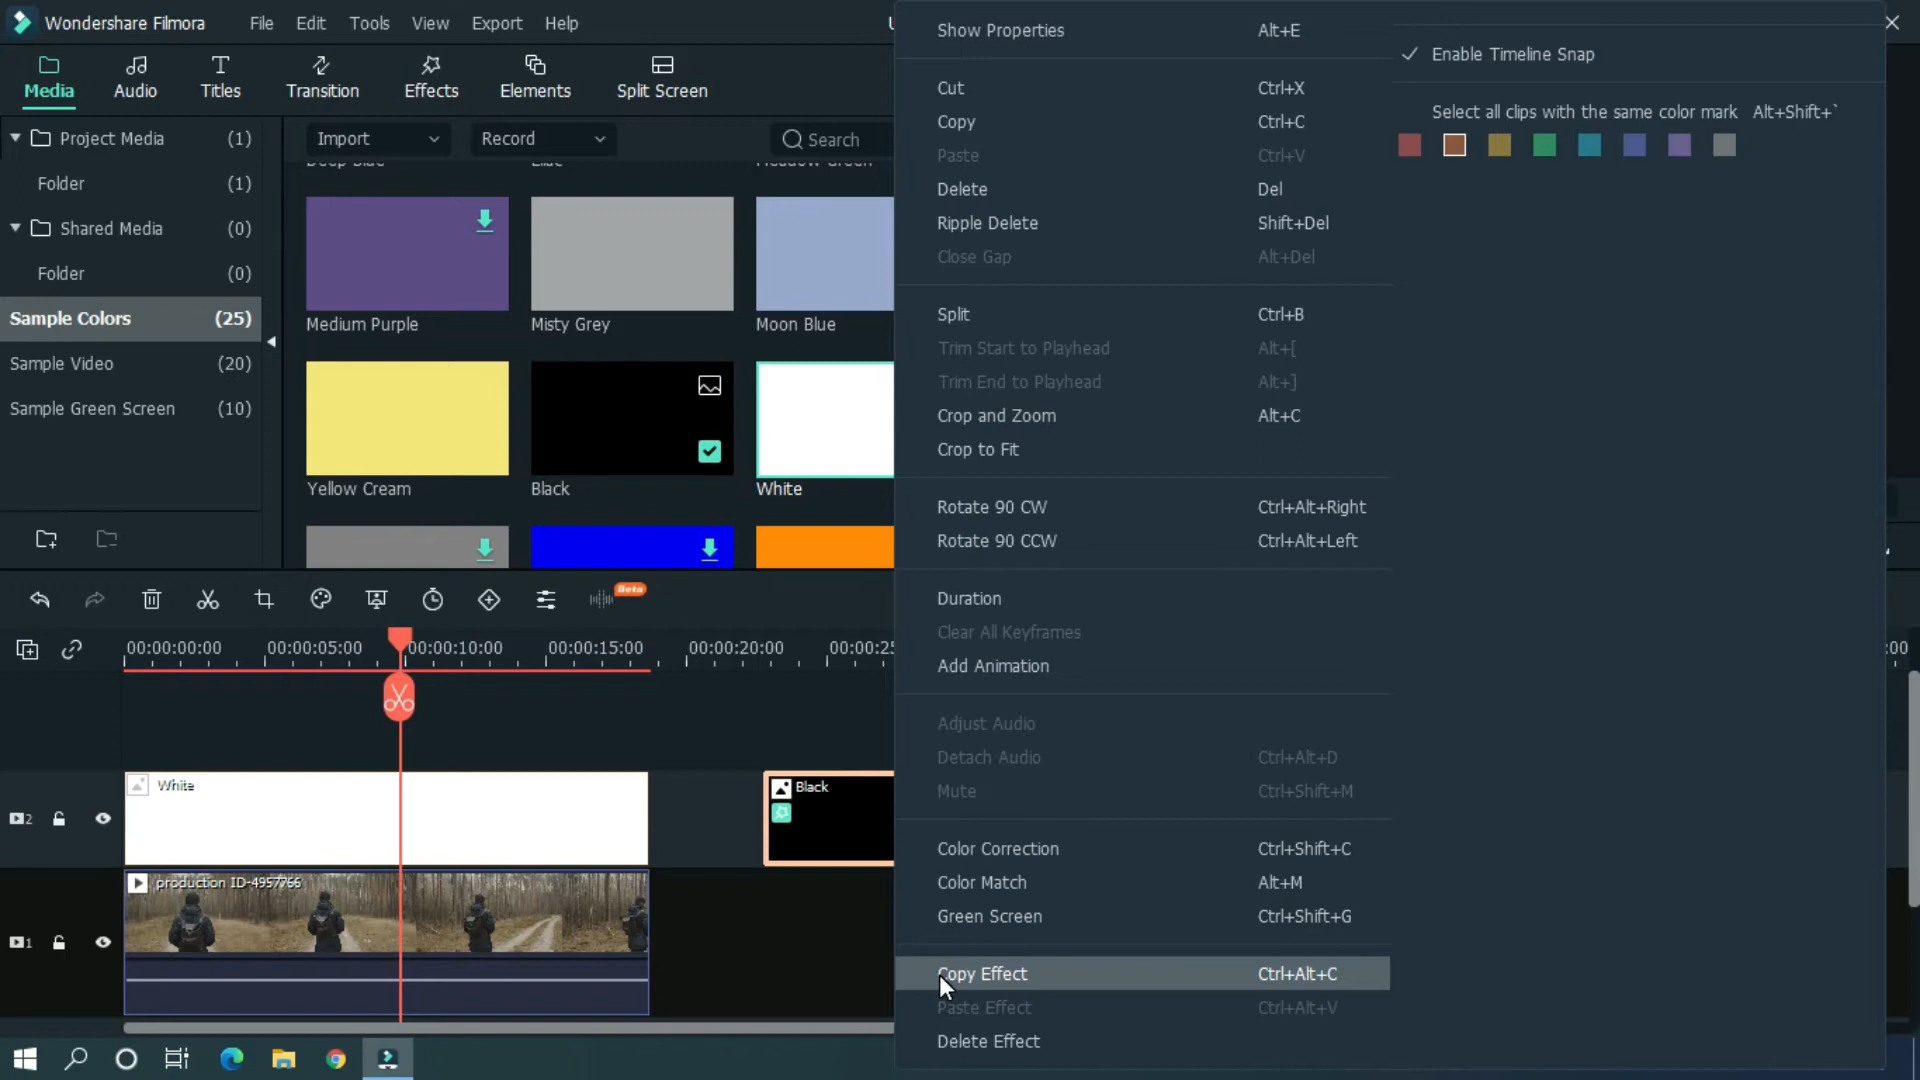 Wondershare Filmora File Edit Tools View Export Help
Media Audio Titles Transition Effects Elements Split Screen
Project Media (1)
Folder (1)
Shared Media (0)
Folder (0)
Sample Colors (25)
Sample Video (20)
Sample Green Screen (10)
Import Record Search
Deep Blue Lilac Meadow Green
Medium Purple Misty Grey Moon Blue
Yellow Cream Black White
Beta
00:00:00:00 00:00:05:00 00:00:10:00 00:00:15:00 00:00:20:00 00:00:25 :00
2
White
Black
1
production ID-4957766
Show Properties Alt+E
Cut Ctrl+X
Copy Ctrl+C
Paste Ctrl+V
Delete Del
Ripple Delete Shift+Del
Close Gap Alt+Del
Split Ctrl+B
Trim Start to Playhead Alt+[
Trim End to Playhead Alt+]
Crop and Zoom Alt+C
Crop to Fit
Rotate 90 CW Ctrl+Alt+Right
Rotate 90 CCW Ctrl+Alt+Left
Duration
Clear All Keyframes
Add Animation
Adjust Audio
Detach Audio Ctrl+Alt+D
Mute Ctrl+Shift+M
Color Correction Ctrl+Shift+C
Color Match Alt+M
Green Screen Ctrl+Shift+G
Copy Effect Ctrl+Alt+C
Paste Effect Ctrl+Alt+V
Delete Effect
Enable Timeline Snap
Select all clips with the same color mark Alt+Shift+`